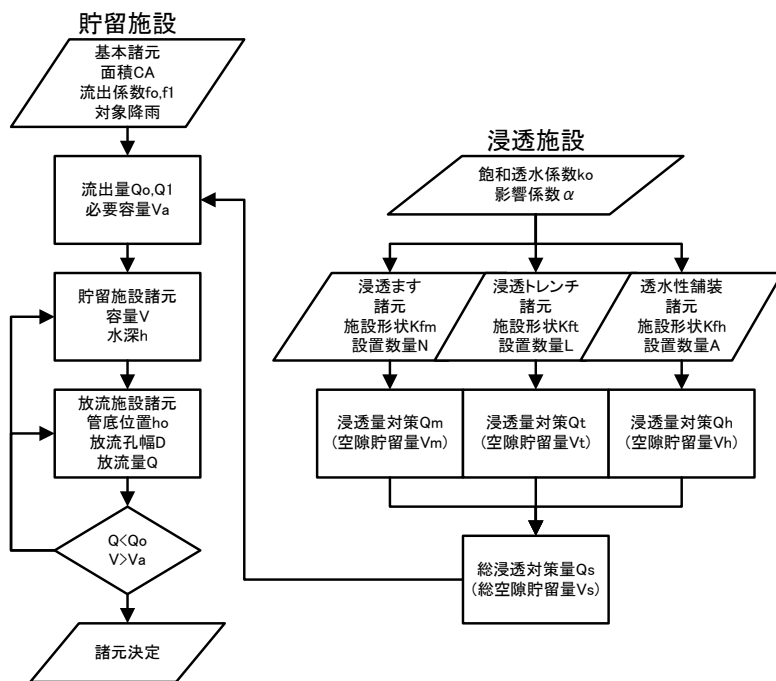 貯留施設
基本諸元
面積CA
流出係数fo,f1
対象降雨
流出量Qo,Q1
必要容量Va
貯留施設諸元
容量V
水深h
放流施設諸元
管底位置ho
放流孔幅D
放流量Q
Q<Qo
V>Va
諸元決定
浸透施設
飽和透水係数ko
影響係数α
浸透ます
諸元
施設形状Kfm
設置数量N
浸透トレンチ
諸元
施設形状Kft
設置数量L
透水性舗装
諸元
施設形状Kfh
設置数量A
浸透量対策Qm
(空隙貯留量Vm)
浸透量対策Qt
(空隙貯留量Vt)
浸透量対策Qh
(空隙貯留量Vh)
総浸透対策量Qs
(総空隙貯留量Vs)